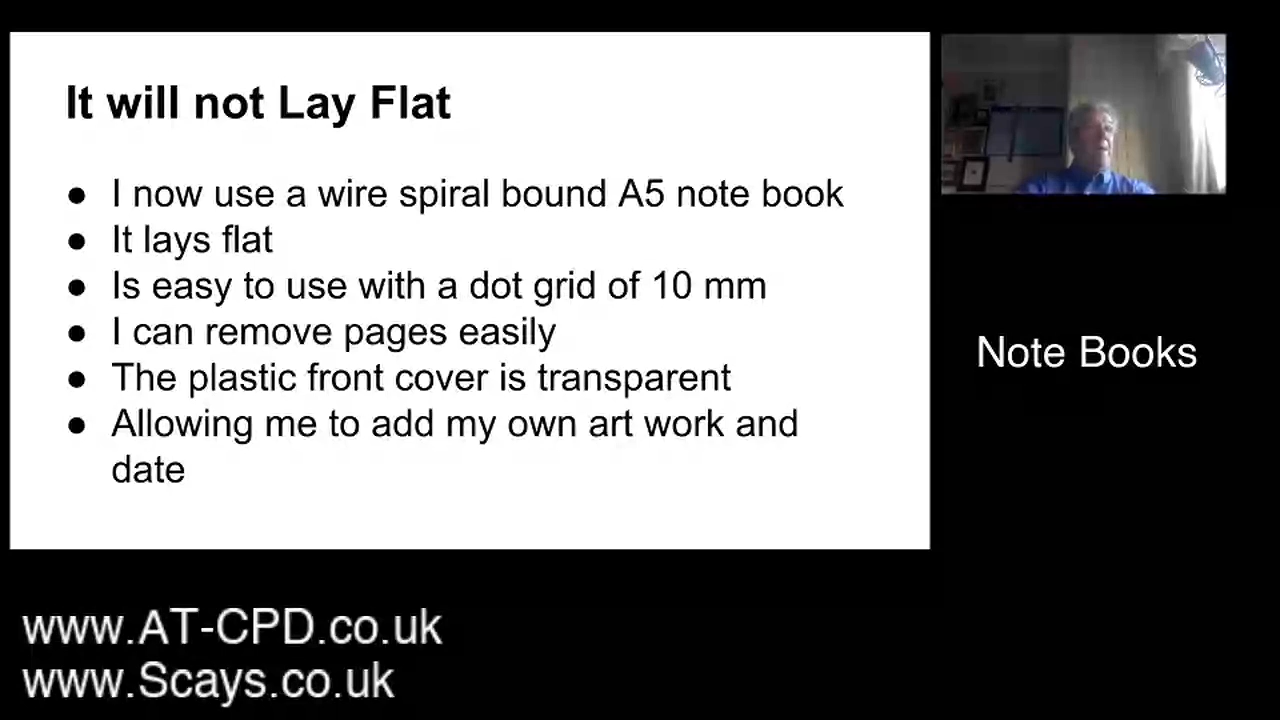 It will not Lay Flat
● I now use a wire spiral bound A5 note book
● It lays flat
● Is easy to use with a dot grid of 10 mm
● I can remove pages easily
● The plastic front cover is transparent
● Allowing me to add my own art work and
date
Note Books
www.AT-CPD.co.uk
www.Scays.co.uk